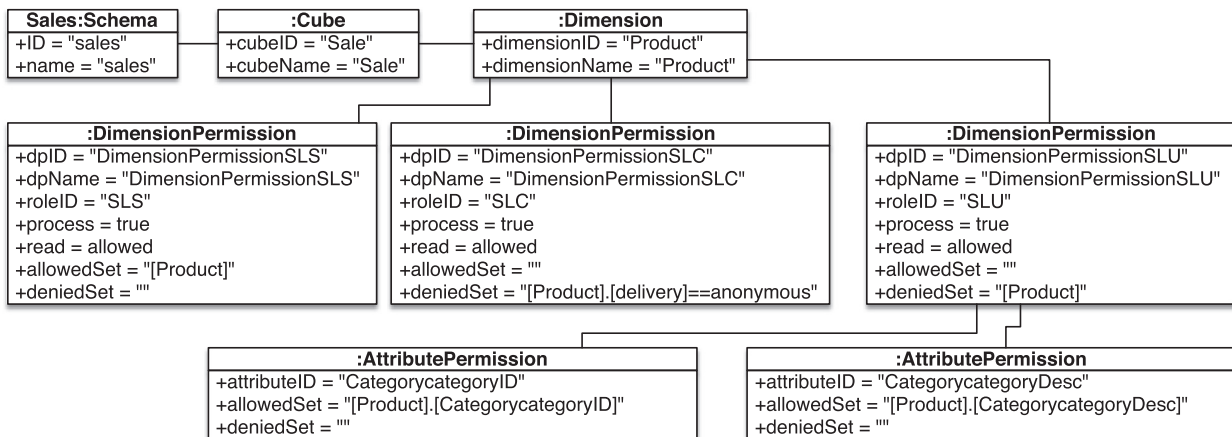 Sales:Schema
+ID = "sales"
+name = "sales"
:Cube
+cubeID = "Sale"
+cubeName = "Sale"
:Dimension
+dimensionID = "Product"
+dimensionName = "Product"
:DimensionPermission
+dpID = "DimensionPermissionSLS"
+dpName = "DimensionPermissionSLS"
+roleID = "SLS"
+process = true
+read = allowed
+allowedSet = "[Product]"
+deniedSet = ""
:DimensionPermission
+dpID = "DimensionPermissionSLC"
+dpName = "DimensionPermissionSLC"
+roleID = "SLC"
+process = true
+read = allowed
+allowedSet = ""
+deniedSet = "[Product].[delivery]==anonymous"
:DimensionPermission
+dpID = "DimensionPermissionSLU"
+dpName = "DimensionPermissionSLU"
+roleID = "SLU"
+process = true
+read = allowed
+allowedSet = ""
+deniedSet = "[Product]"
:AttributePermission
+attributeID = "CategorycategoryID"
+allowedSet = "[Product].[CategorycategoryID]"
+deniedSet = ""
:AttributePermission
+attributeID = "CategorycategoryDesc"
+allowedSet = "[Product].[CategorycategoryDesc]"
+deniedSet = ""